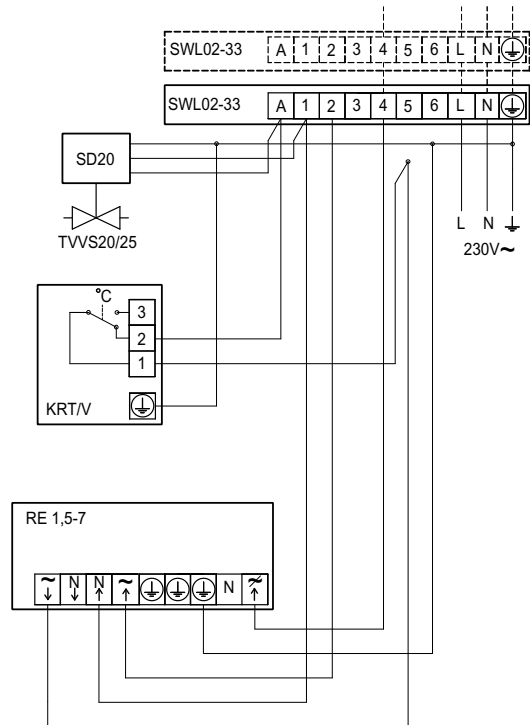 SWL02-33 A 1 2 3 4 5 6 L N
SWL02-33 A 1 2 3 4 5 6 L N
SD20
TVVS20/25
L N
230V~
°C
3
2
1
KRT/V
RE 1,5-7
~ N N ~ N ~